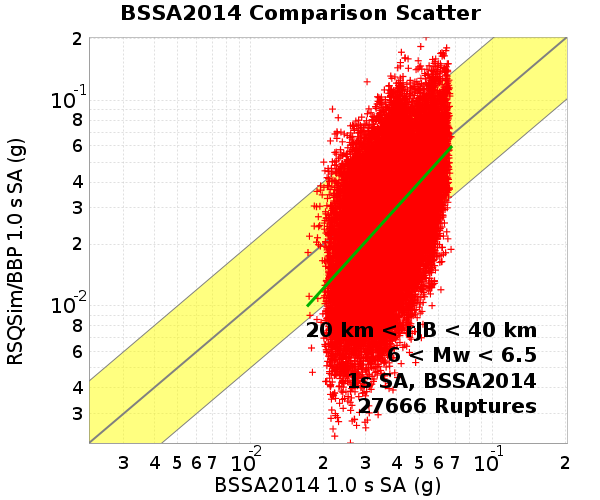 BSSA2014 Comparison Scatter
RSQSim/BBP 1.0 s SA (g)
2
10-1
8
6
4
3
2
10-2
8
6
4
3
20 km < rJB < 40 km
6 < Mw < 6.5
1s SA, BSSA2014
27666 Ruptures
3 4 5 6 7 10-2 2 3 4 5 6 7 10-1 2
BSSA2014 1.0 s SA (g)